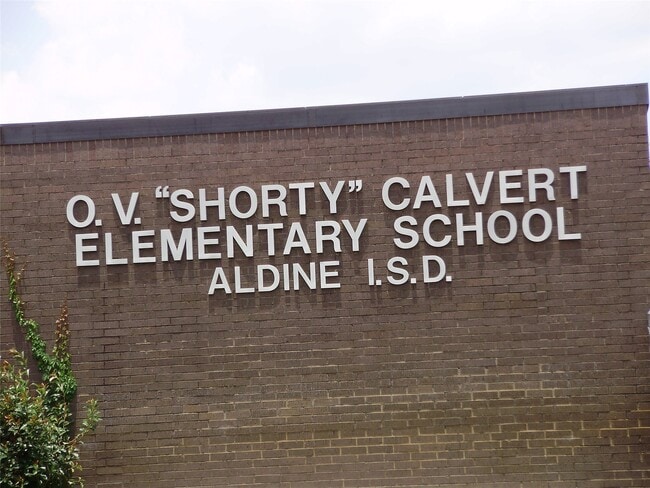 O. V. “SHORTY” CALVERT
ELEMENTARY SCHOOL
ALDINE I.S.D.